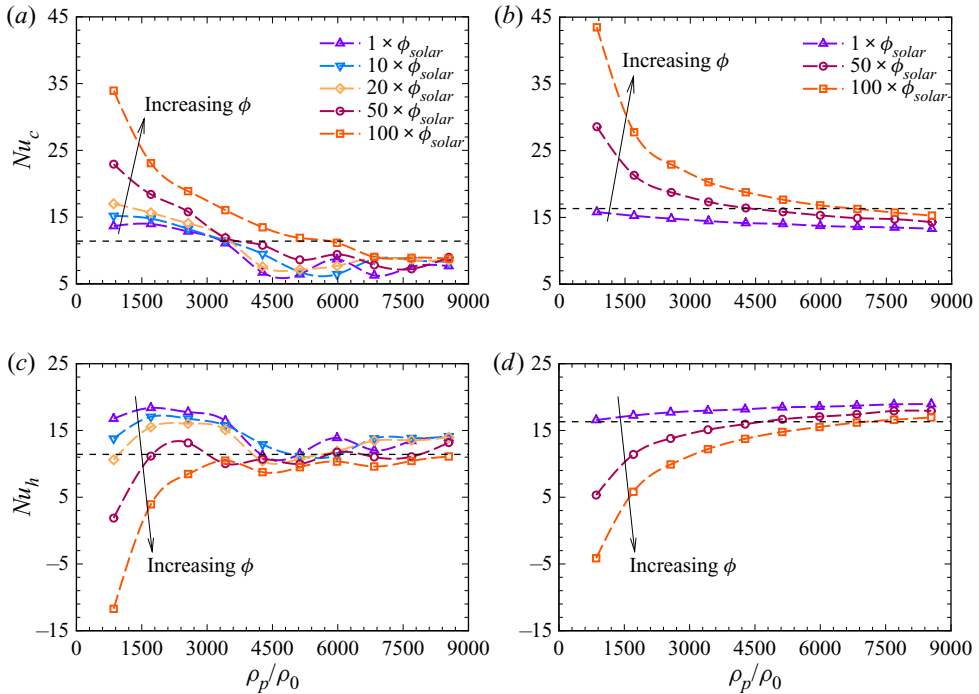 (a)
45
35
25
15
5
Nu_c
Increasing ϕ
1 × ϕ_solar
10 × ϕ_solar
20 × ϕ_solar
50 × ϕ_solar
100 × ϕ_solar
0 1500 3000 4500 6000 7500 9000
(b)
45
35
25
15
5
Increasing ϕ
1 × ϕ_solar
50 × ϕ_solar
100 × ϕ_solar
0 1500 3000 4500 6000 7500 9000
(c)
25
15
5
−5
−15
Nu_h
Increasing ϕ
0 1500 3000 4500 6000 7500 9000
ρ_p/ρ_0
(d)
25
15
5
−5
−15
Increasing ϕ
0 1500 3000 4500 6000 7500 9000
ρ_p/ρ_0